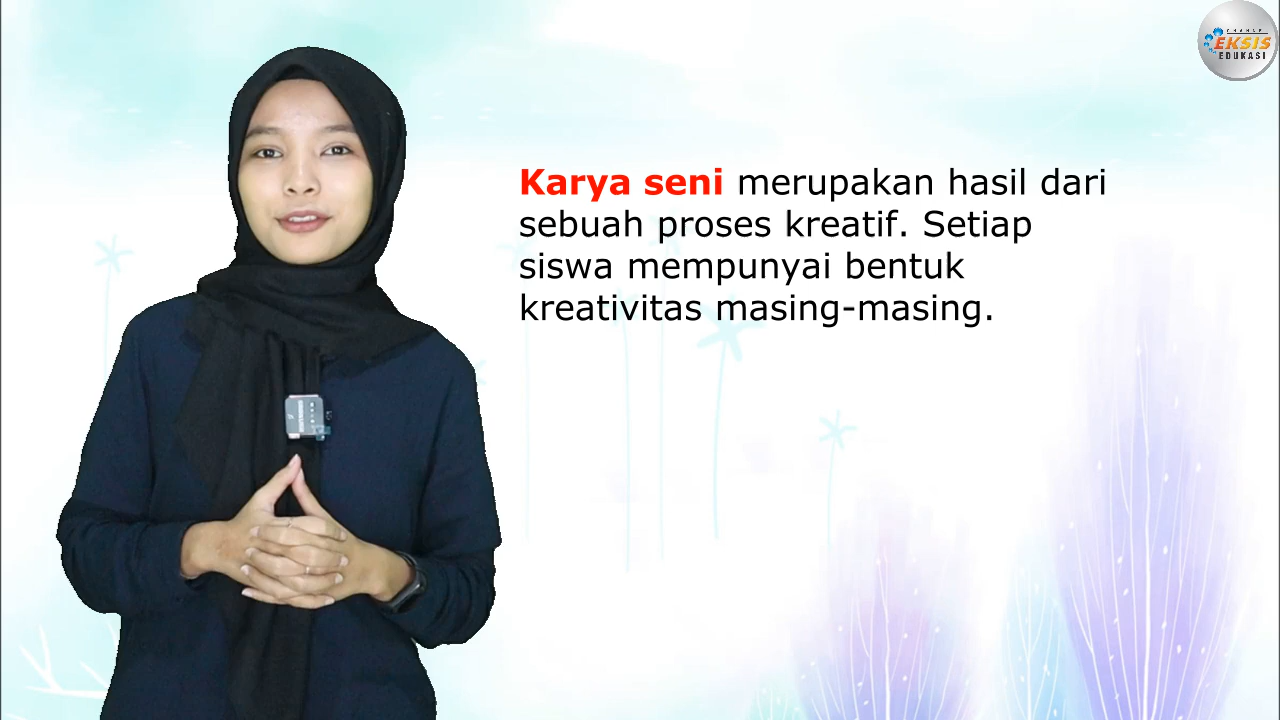 EKSIS
EDUKASI
Karya seni merupakan hasil dari
sebuah proses kreatif. Setiap
siswa mempunyai bentuk
kreativitas masing-masing.